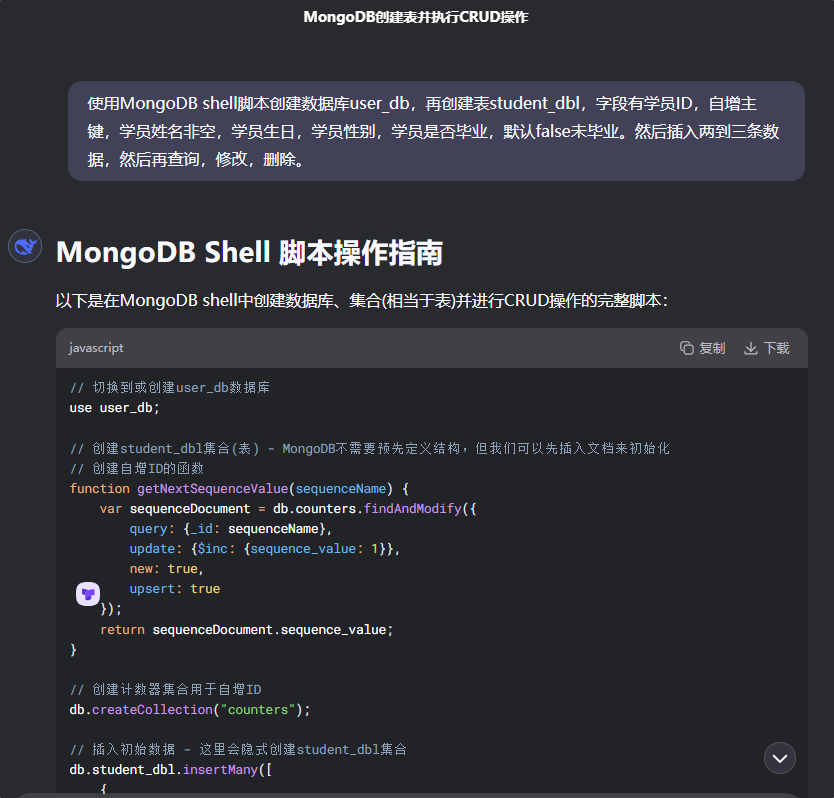 MongoDB创建表并执行CRUD操作
使用MongoDB shell脚本创建数据库user_db，再创建表student_dbl，字段有学员ID，自增主
键，学员姓名非空，学员生日，学员性别，学员是否毕业，默认false未毕业。然后插入两到三条数
据，然后再查询，修改，删除。
MongoDB Shell 脚本操作指南
以下是在MongoDB shell中创建数据库、集合(相当于表)并进行CRUD操作的完整脚本：
javascript 复制 下载
// 切换到或创建user_db数据库
use user_db;
// 创建student_dbl集合(表) - MongoDB不需要预先定义结构，但我们可以先插入文档来初始化
// 创建自增ID的函数
function getNextSequenceValue(sequenceName) {
    var sequenceDocument = db.counters.findAndModify({
        query: {_id: sequenceName},
        update: {$inc: {sequence_value: 1}},
        new: true,
        upsert: true
    });
    return sequenceDocument.sequence_value;
}
// 创建计数器集合用于自增ID
db.createCollection("counters");
// 插入初始数据 - 这里会隐式创建student_dbl集合
db.student_dbl.insertMany([
    {